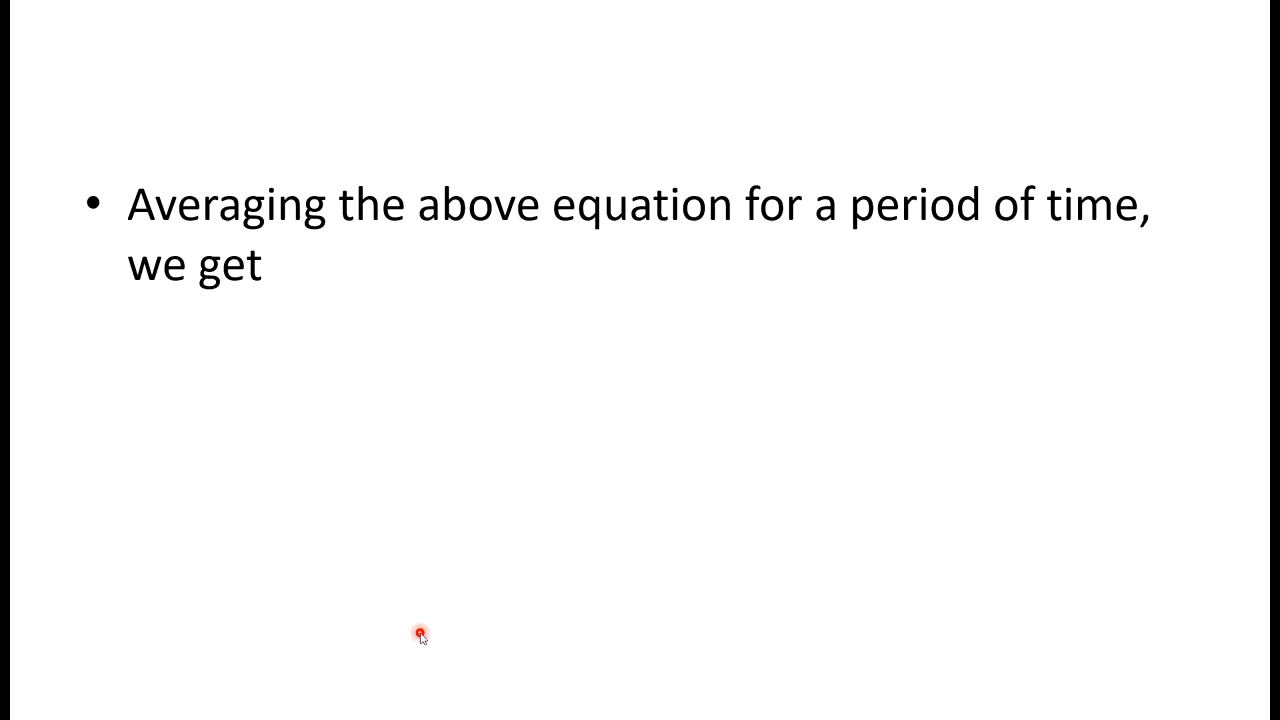 • Averaging the above equation for a period of time,
we get